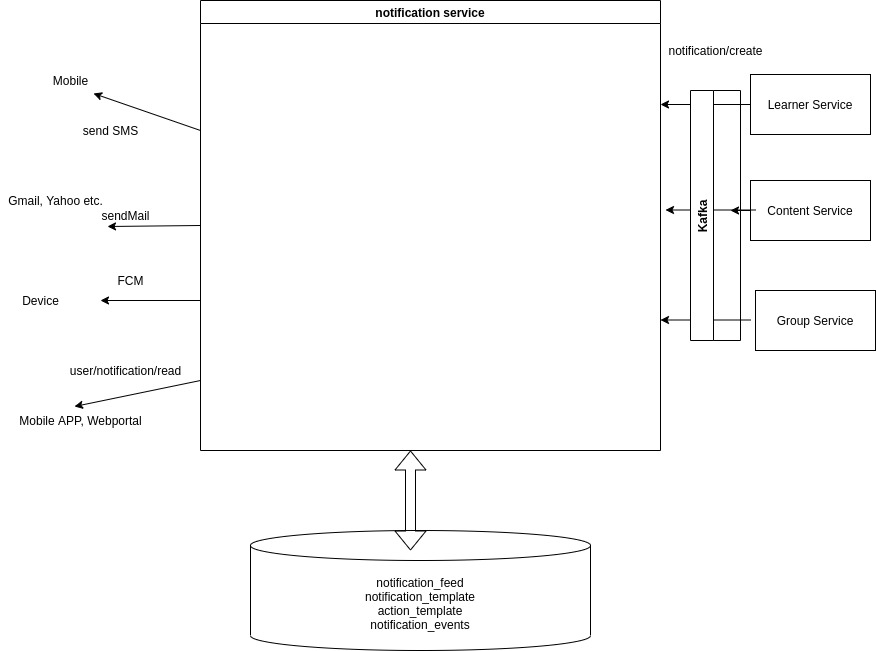 notification service
notification/create
Mobile
send SMS
Learner Service
Gmail, Yahoo etc.
sendMail
Kafka
Content Service
FCM
Device
Group Service
user/notification/read
Mobile APP, Webportal
notification_feed
notification_template
action_template
notification_events